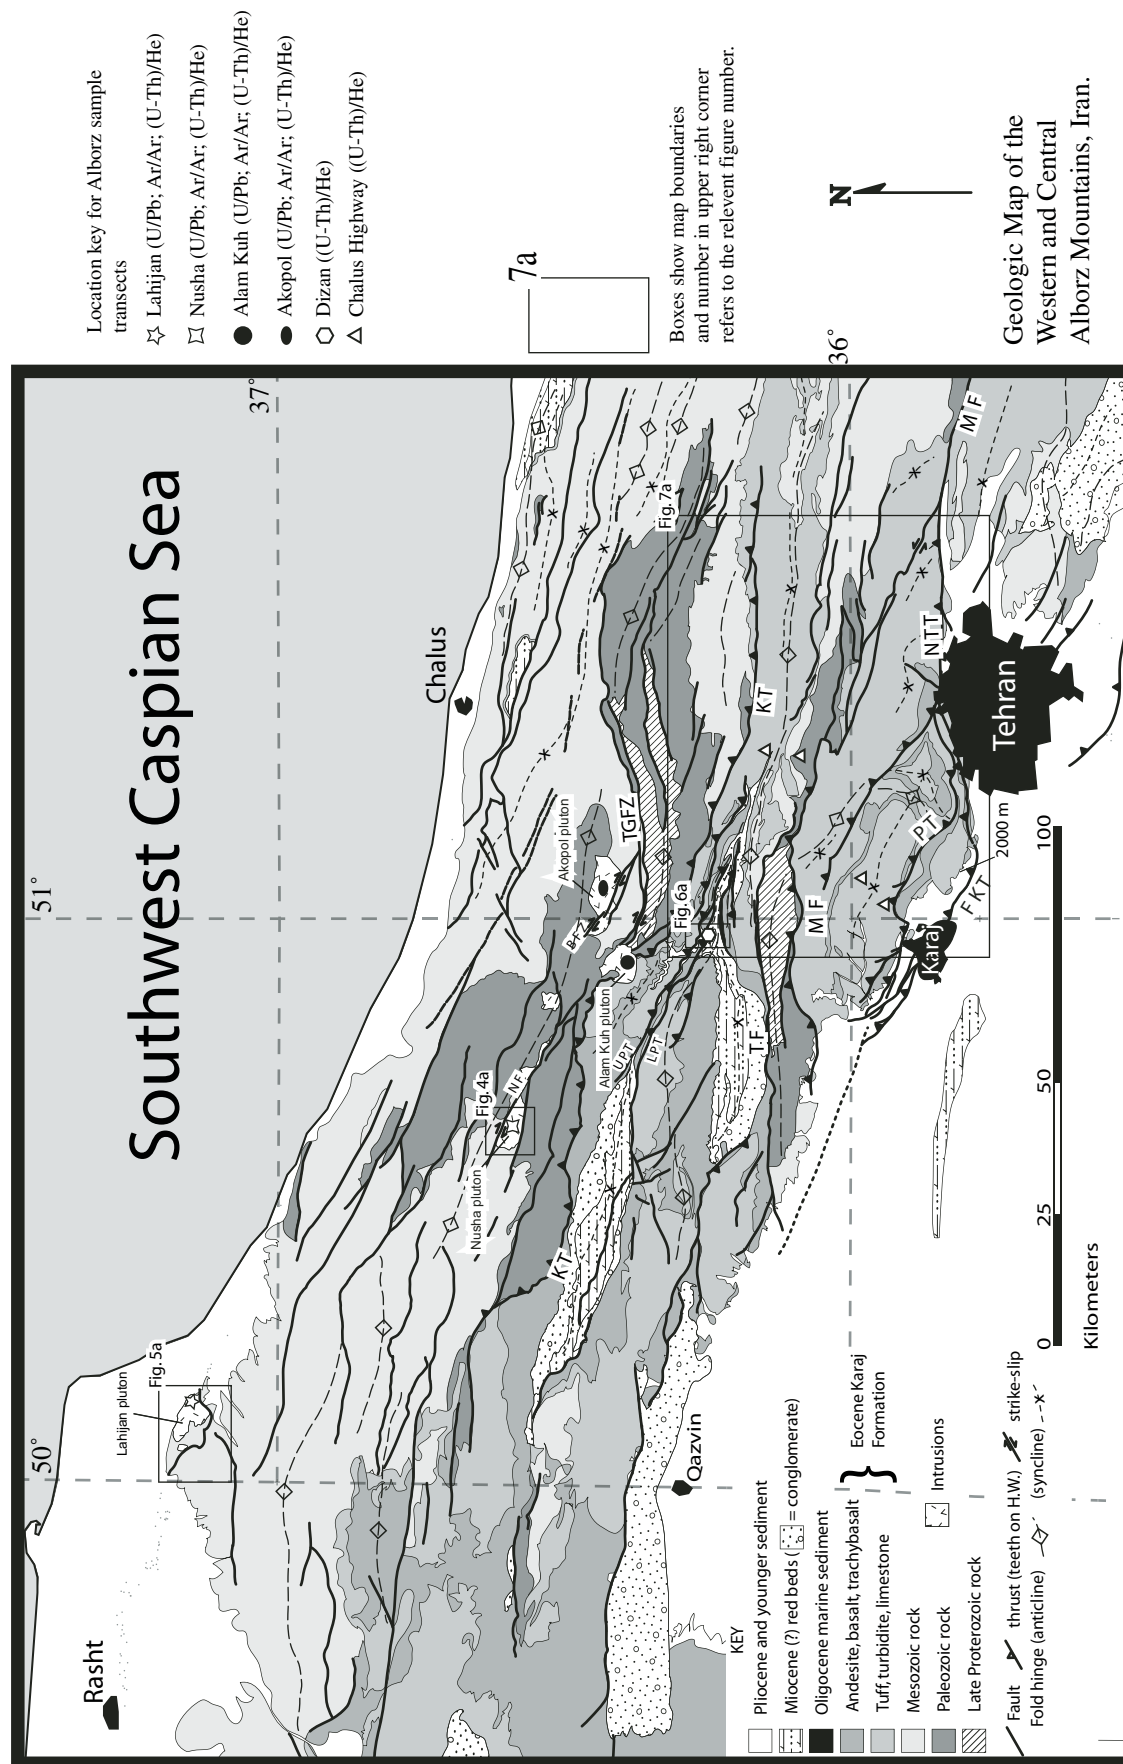 Southwest Caspian Sea
Rasht
Lahijan pluton
Fig. 5a
50°
51°
37°
36°
Chalus
Nusha pluton
Fig. 4a
NF
KT
Akopol pluton
BFZ
TGFZ
Alam Kuh pluton
UPT
LPT
Fig. 6a
Fig. 7a
KT
TF
MF
MF
PT
NTT
FKT
Qazvin
Karaj
Tehran
2000 m
0
25
50
100
Kilometers
KEY
Pliocene and younger sediment
Miocene (?) red beds ( = conglomerate)
Oligocene marine sediment
Andesite, basalt, trachybasalt
Tuff, turbidite, limestone
Eocene Karaj
Formation
Mesozoic rock
Paleozoic rock
Late Proterozoic rock
Intrusions
Fault thrust (teeth on H.W.) strike-slip
Fold hinge (anticline) (syncline)
Location key for Alborz sample
transects
Lahijan (U/Pb; Ar/Ar; (U-Th)/He)
Nusha (U/Pb; Ar/Ar; (U-Th)/He)
Alam Kuh (U/Pb; Ar/Ar; (U-Th)/He)
Akopol (U/Pb; Ar/Ar; (U-Th)/He)
Dizan ((U-Th)/He)
Chalus Highway ((U-Th)/He)
7a
Boxes show map boundaries
and number in upper right corner
refers to the relevent figure number.
N
Geologic Map of the
Western and Central
Alborz Mountains, Iran.